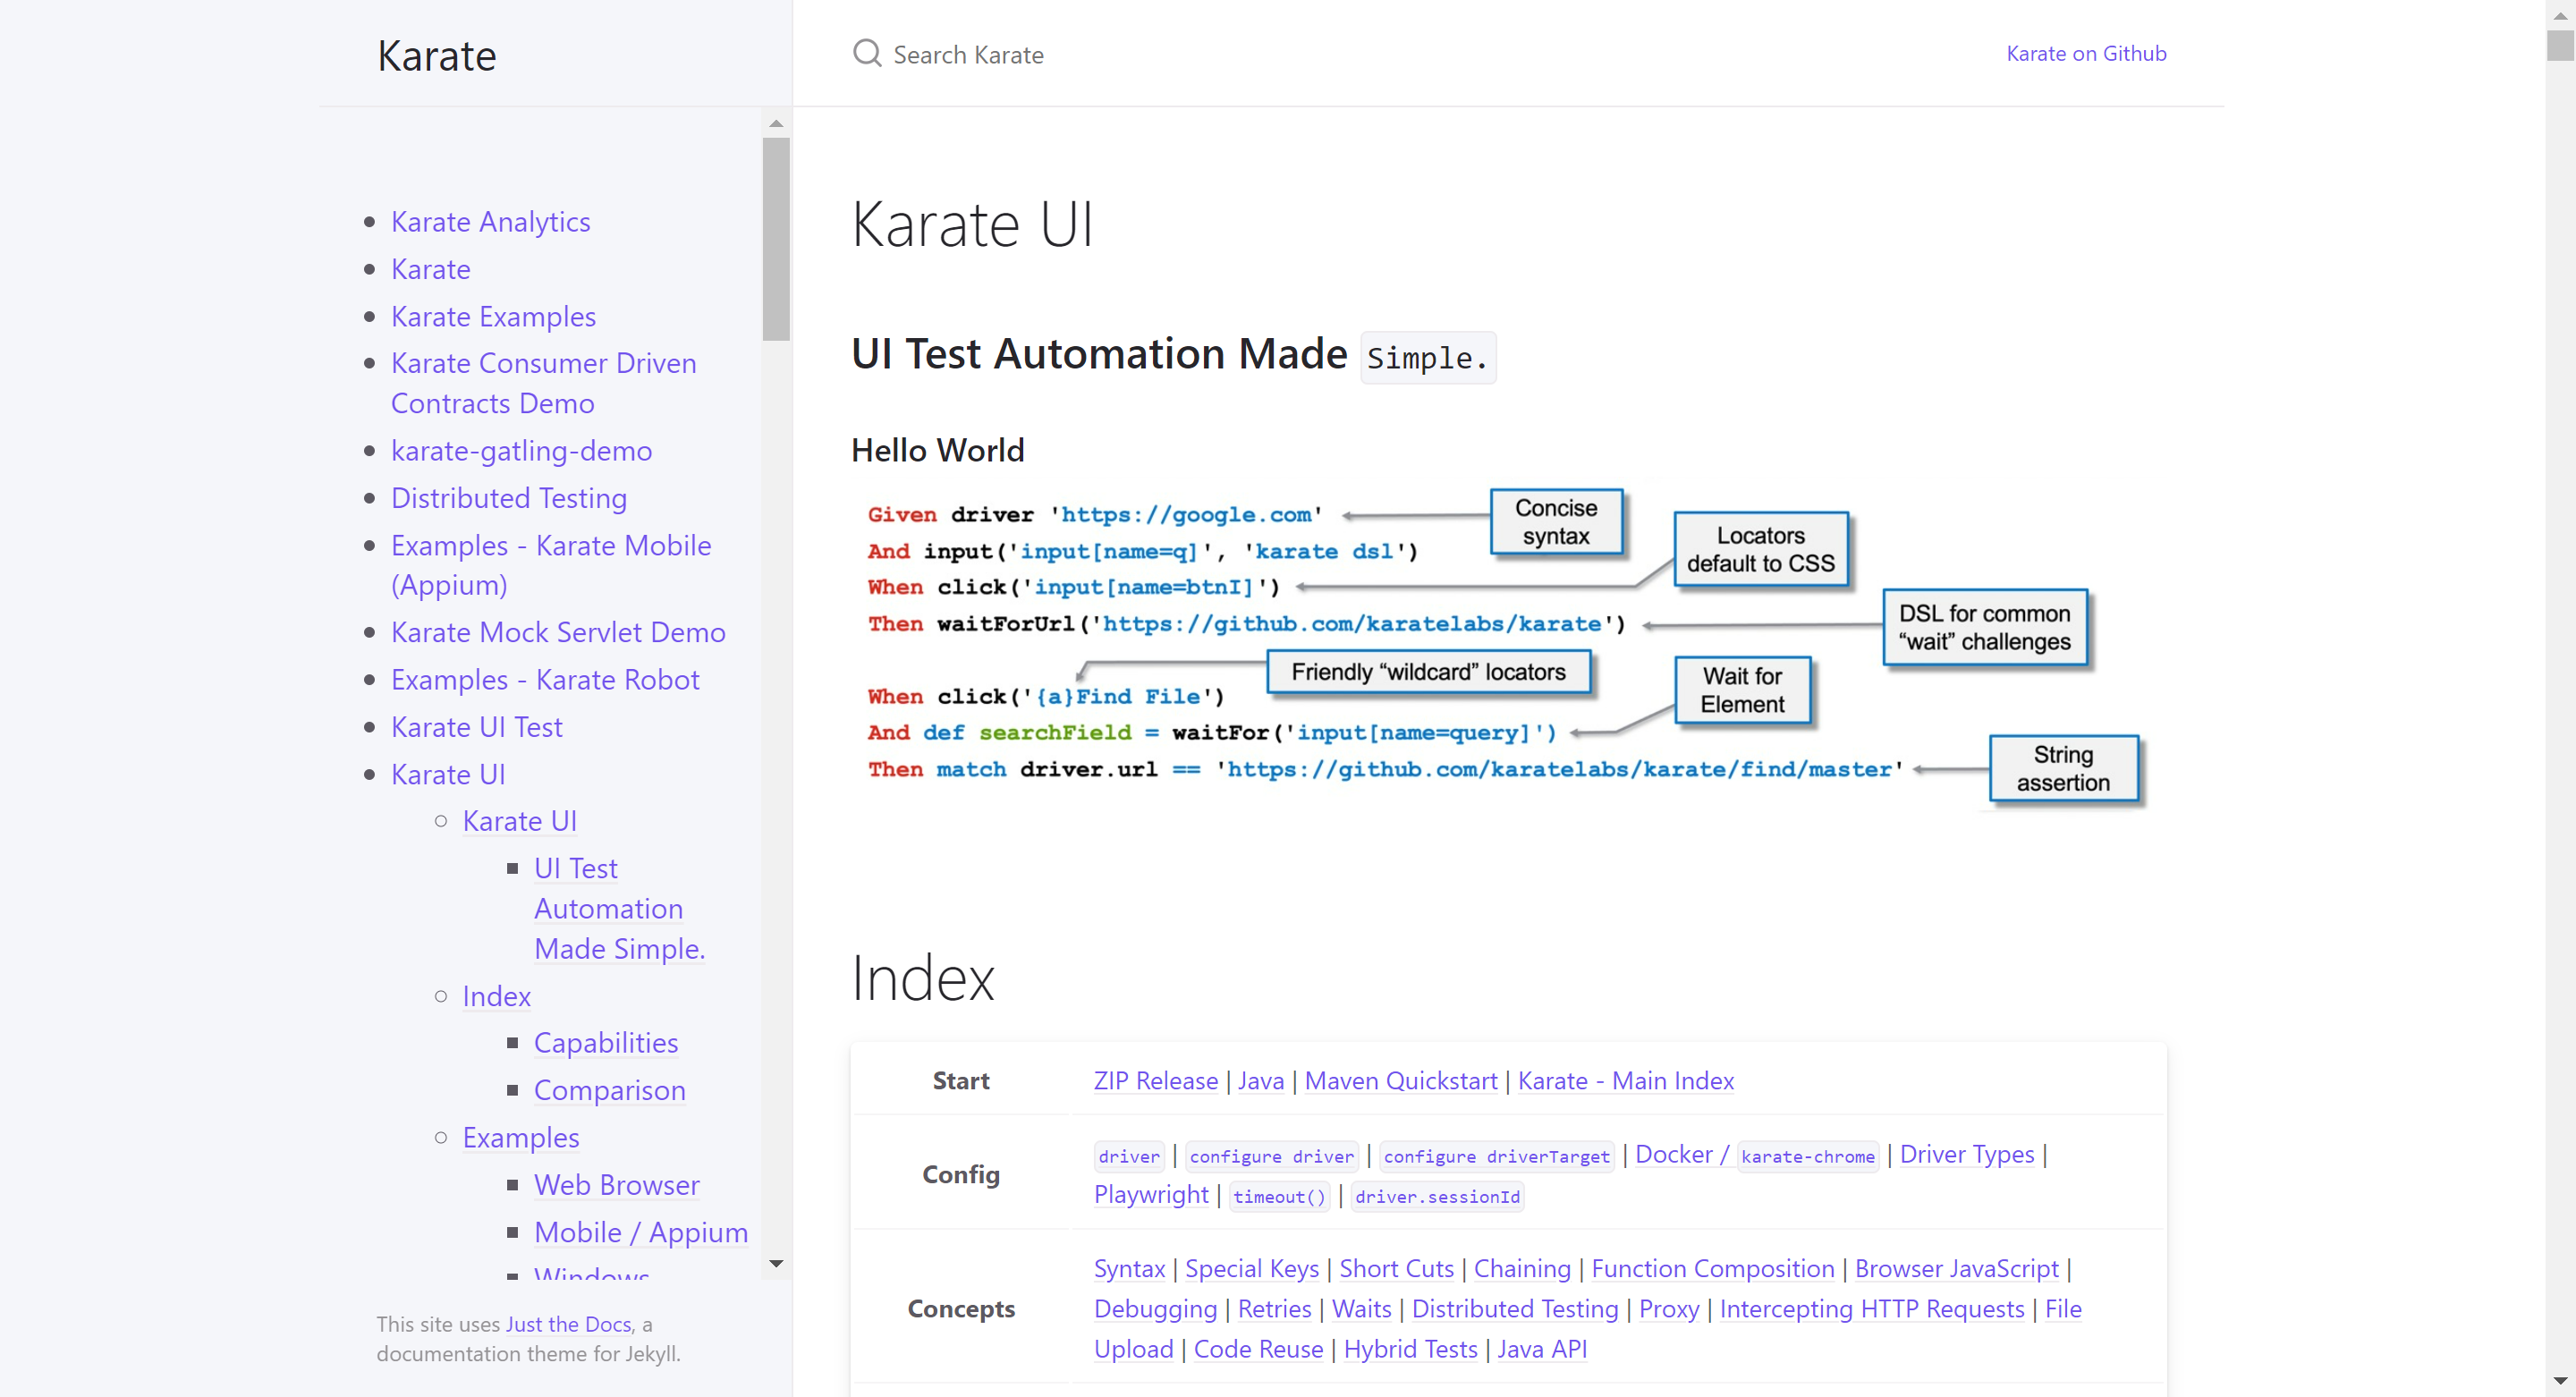 Karate
Search Karate
Karate on Github
Karate Analytics
Karate
Karate Examples
Karate Consumer Driven
Contracts Demo
karate-gatling-demo
Distributed Testing
Examples - Karate Mobile
(Appium)
Karate Mock Servlet Demo
Examples - Karate Robot
Karate UI Test
Karate UI
Karate UI
UI Test
Automation
Made Simple.
Index
Capabilities
Comparison
Examples
Web Browser
Mobile / Appium
Windows
This site uses Just the Docs, a
documentation theme for Jekyll.
Karate UI
UI Test Automation Made Simple.
Hello World
Given driver 'https://google.com'
And input('input[name=q]', 'karate dsl')
When click('input[name=btnI]')
Then waitForUrl('https://github.com/karatelabs/karate')
When click('{a}Find File')
And def searchField = waitFor('input[name=query]')
Then match driver.url == 'https://github.com/karatelabs/karate/find/master'
Concise
syntax
Locators
default to CSS
DSL for common
“wait” challenges
Friendly “wildcard” locators
Wait for
Element
String
assertion
Index
Start
ZIP Release | Java | Maven Quickstart | Karate - Main Index
Config
driver | configure driver | configure driverTarget | Docker / karate-chrome | Driver Types |
Playwright | timeout() | driver.sessionId
Concepts
Syntax | Special Keys | Short Cuts | Chaining | Function Composition | Browser JavaScript |
Debugging | Retries | Waits | Distributed Testing | Proxy | Intercepting HTTP Requests | File
Upload | Code Reuse | Hybrid Tests | Java API